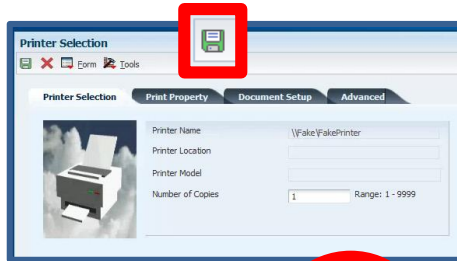 Printer Selection
Form Tools
Printer Selection Print Property Document Setup Advanced
Printer Name \\Fake\FakePrinter
Printer Location
Printer Model
Number of Copies 1 Range: 1 - 9999